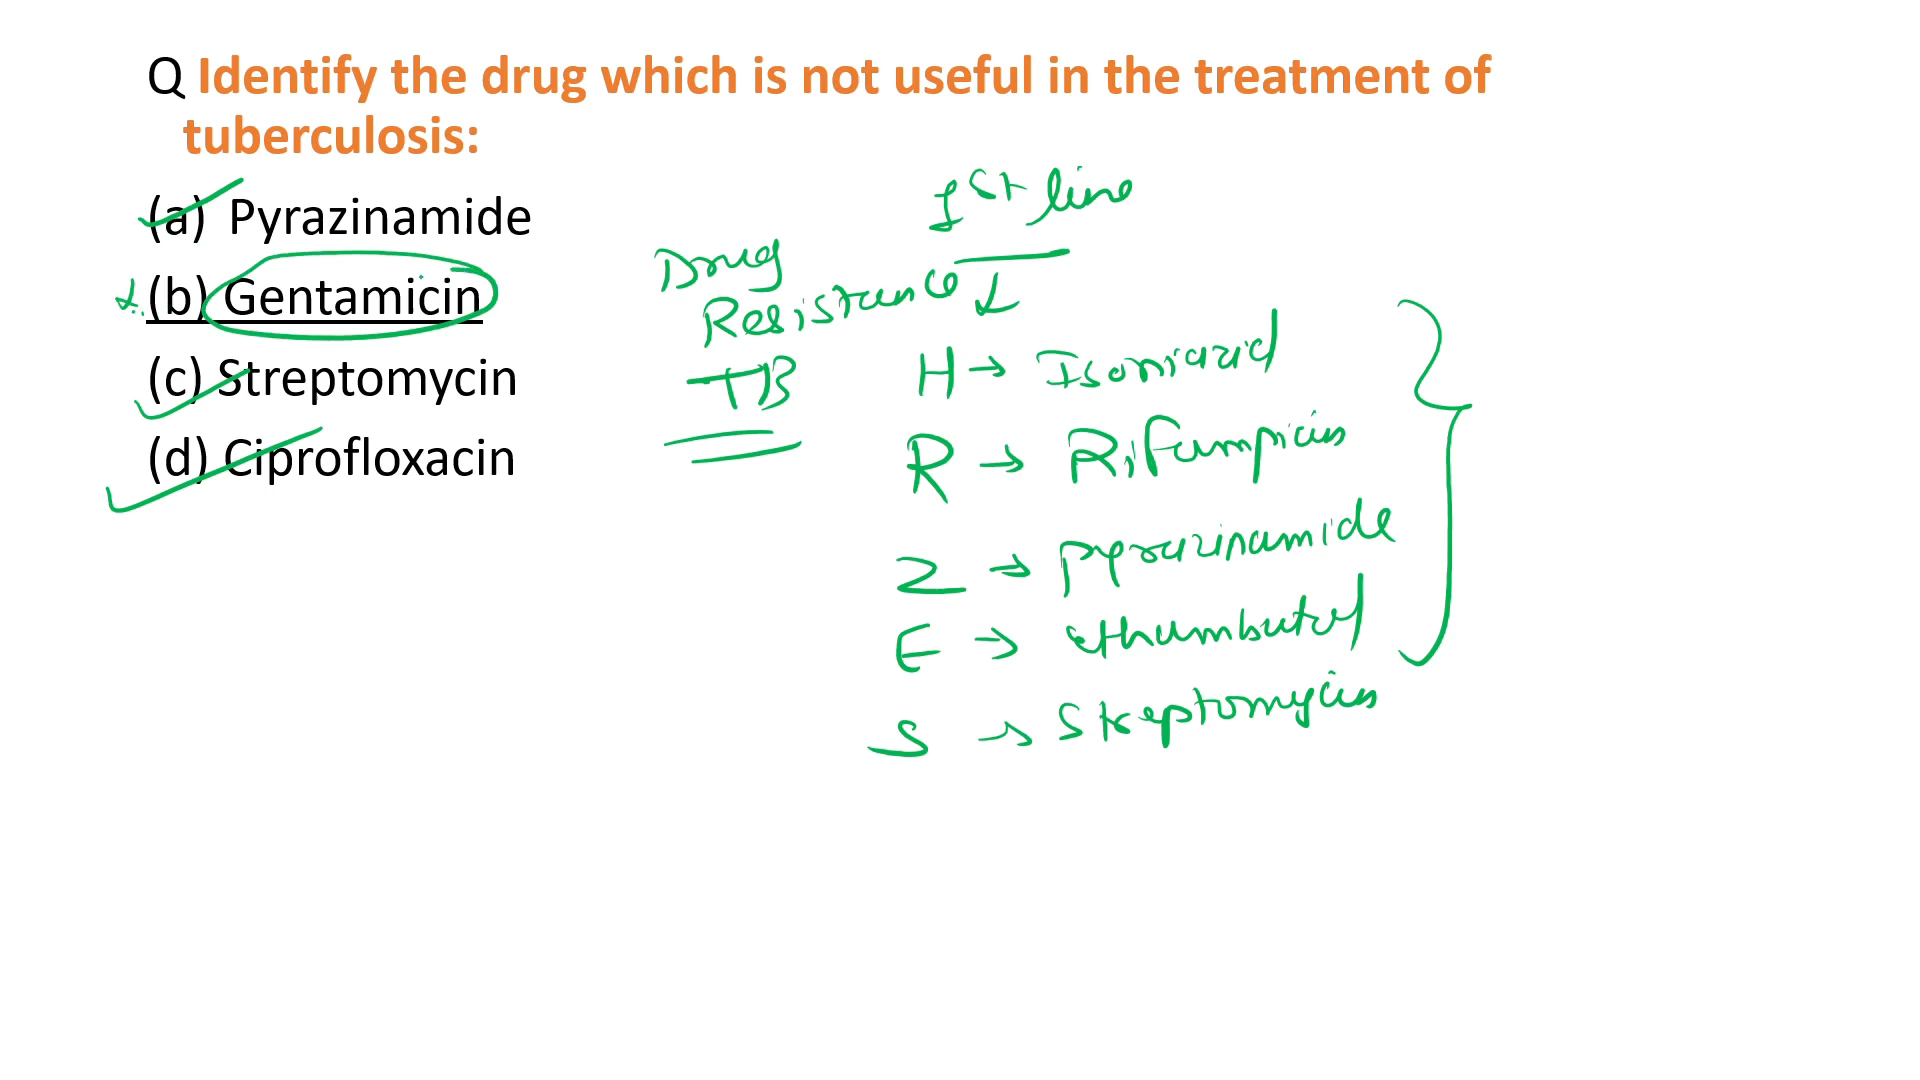 Q Identify the drug which is not useful in the treatment of
tuberculosis:
(a) Pyrazinamide
(b) Gentamicin
(c) Streptomycin
(d) Ciprofloxacin
1st line
Drug
Resistance
TB
H → Isoniazid
R → Rifampicin
Z → pyrazinamide
E → ethambutol
S → Streptomycin